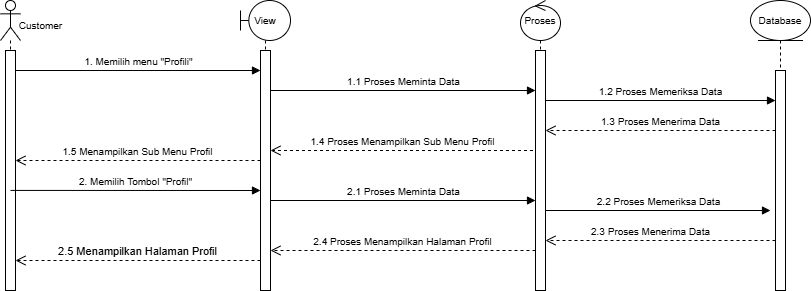 Customer
View
Proses
Database
1. Memilih menu "Profili"
1.1 Proses Meminta Data
1.2 Proses Memeriksa Data
1.3 Proses Menerima Data
1.4 Proses Menampilkan Sub Menu Profil
1.5 Menampilkan Sub Menu Profil
2. Memilih Tombol "Profil"
2.1 Proses Meminta Data
2.2 Proses Memeriksa Data
2.3 Proses Menerima Data
2.4 Proses Menampilkan Halaman Profil
2.5 Menampilkan Halaman Profil